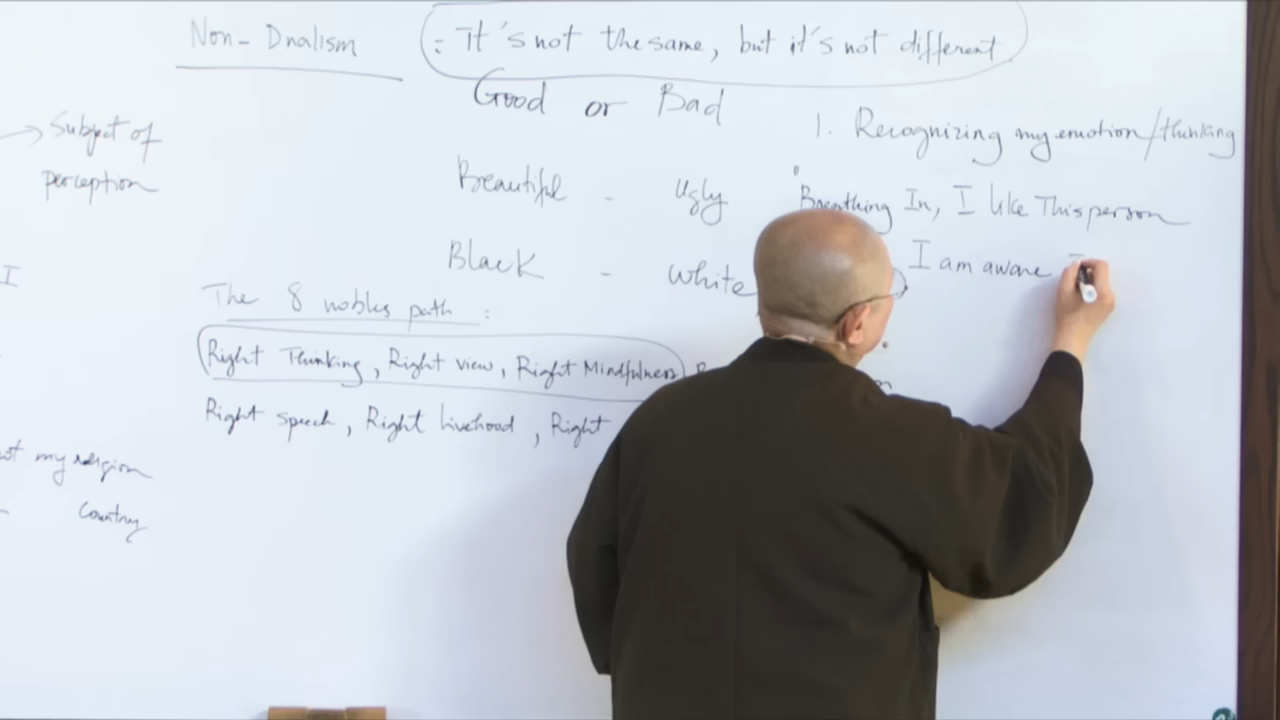 Non-Dualism = It's not the same, but it's not different
Good or Bad
Subject of
perception
1. Recognizing my emotion/thinking
Beautiful - Ugly
"Breathing In, I like This person
Black - White
I am aware I
I
The 8 nobles path :
Right Thinking, Right view, Right Mindfulness
Right speech, Right livehood, Right
my religion
- Country